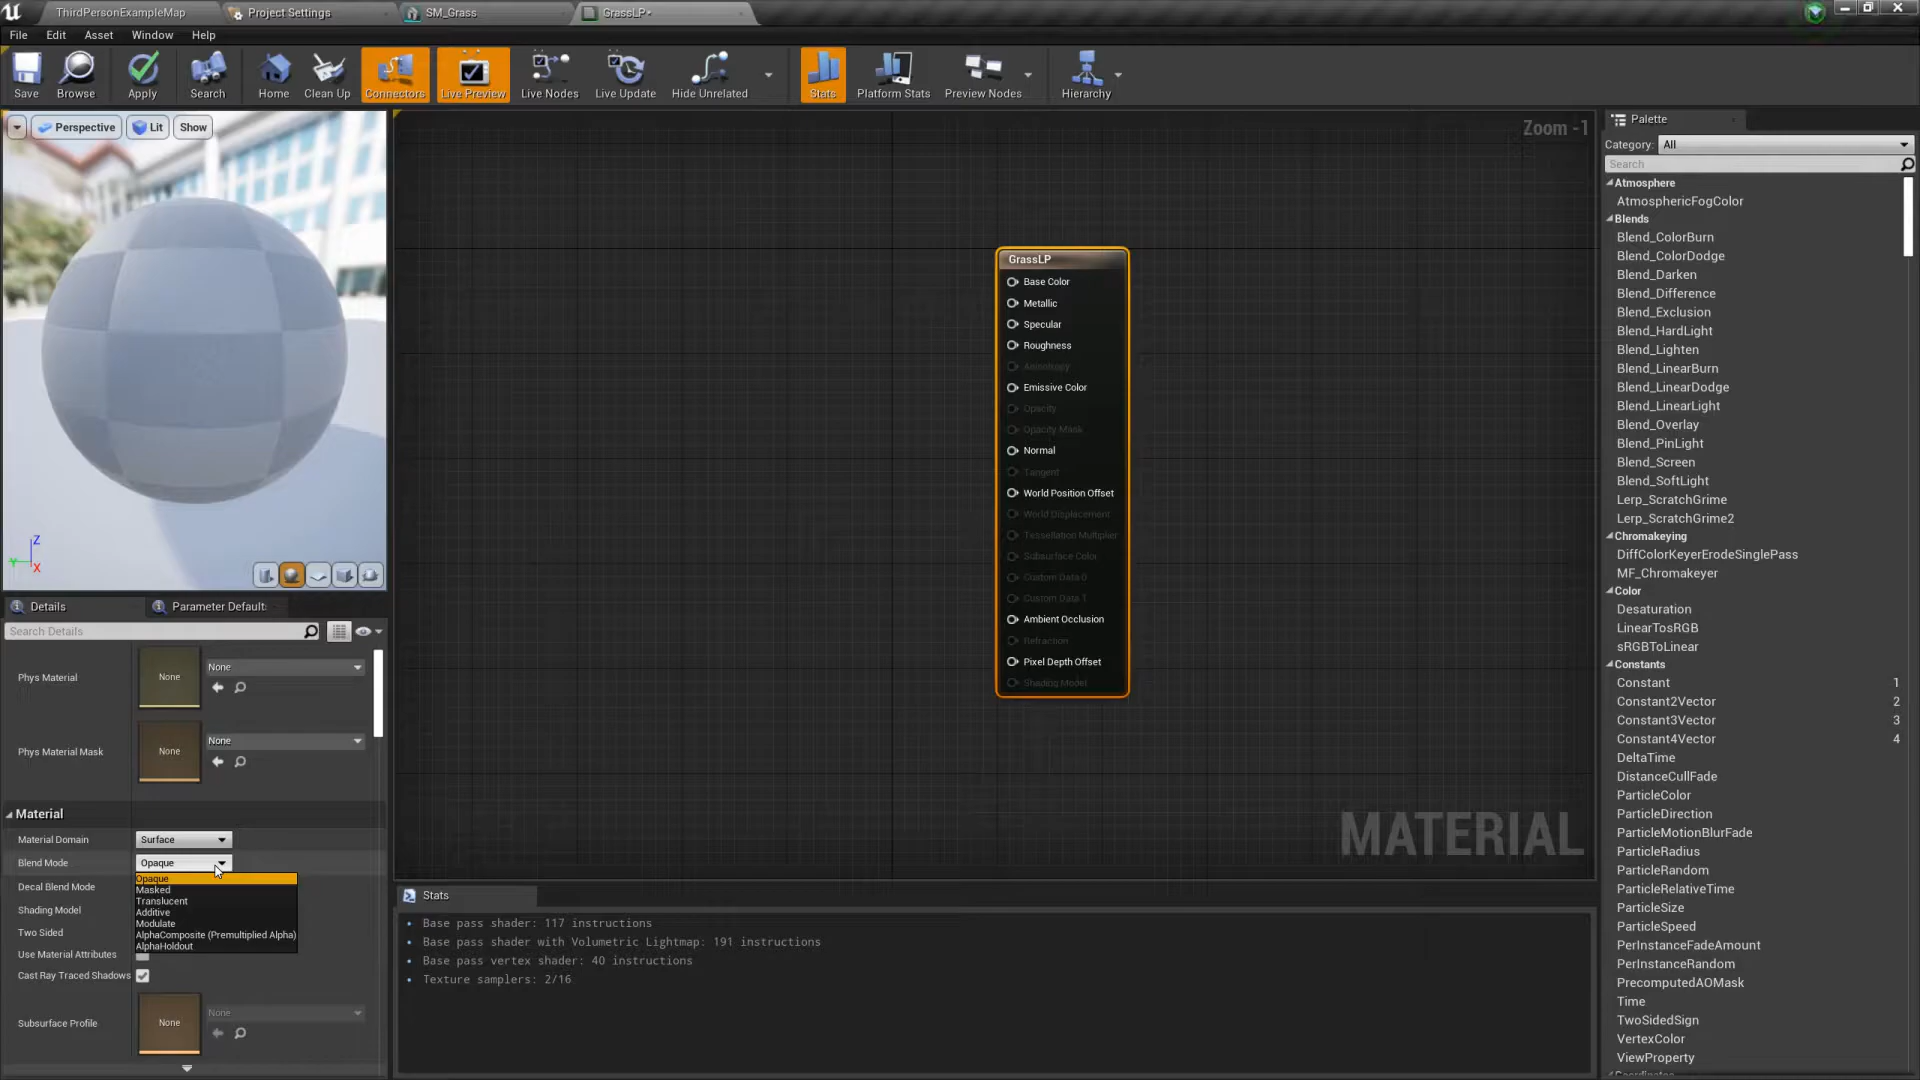 ThirdPersonExampleMap
Project Settings
SM_Grass
GrassLP*
File
Edit
Asset
Window
Help
Save
Browse
Apply
Search
Home
Clean Up
Connectors
Live Preview
Live Nodes
Live Update
Hide Unrelated
Stats
Platform Stats
Preview Nodes
Hierarchy
Perspective
Lit
Show
Z
Y
X
Zoom -1
GrassLP
Base Color
Metallic
Specular
Roughness
Anisotropy
Emissive Color
Opacity
Opacity Mask
Normal
Tangent
World Position Offset
World Displacement
Tessellation Multiplier
Subsurface Color
Custom Data 0
Custom Data 1
Ambient Occlusion
Refraction
Pixel Depth Offset
Shading Model
MATERIAL
Details
Parameter Default
Search Details
Phys Material
None
None
Phys Material Mask
None
None
Material
Material Domain
Surface
Blend Mode
Opaque
Opaque
Masked
Translucent
Additive
Modulate
AlphaComposite (Premultiplied Alpha)
AlphaHoldout
Decal Blend Mode
Shading Model
Two Sided
Use Material Attributes
Cast Ray Traced Shadows
Subsurface Profile
None
None
Stats
• Base pass shader: 117 instructions
• Base pass shader with Volumetric Lightmap: 191 instructions
• Base pass vertex shader: 40 instructions
• Texture samplers: 2/16
Palette
Category: All
Search
Atmosphere
AtmosphericFogColor
Blends
Blend_ColorBurn
Blend_ColorDodge
Blend_Darken
Blend_Difference
Blend_Exclusion
Blend_HardLight
Blend_Lighten
Blend_LinearBurn
Blend_LinearDodge
Blend_LinearLight
Blend_Overlay
Blend_PinLight
Blend_Screen
Blend_SoftLight
Lerp_ScratchGrime
Lerp_ScratchGrime2
Chromakeying
DiffColorKeyerErodeSinglePass
MF_Chromakeyer
Color
Desaturation
LinearTosRGB
sRGBToLinear
Constants
Constant 1
Constant2Vector 2
Constant3Vector 3
Constant4Vector 4
DeltaTime
DistanceCullFade
ParticleColor
ParticleDirection
ParticleMotionBlurFade
ParticleRadius
ParticleRandom
ParticleRelativeTime
ParticleSize
ParticleSpeed
PerInstanceFadeAmount
PerInstanceRandom
PrecomputedAOMask
Time
TwoSidedSign
VertexColor
ViewProperty